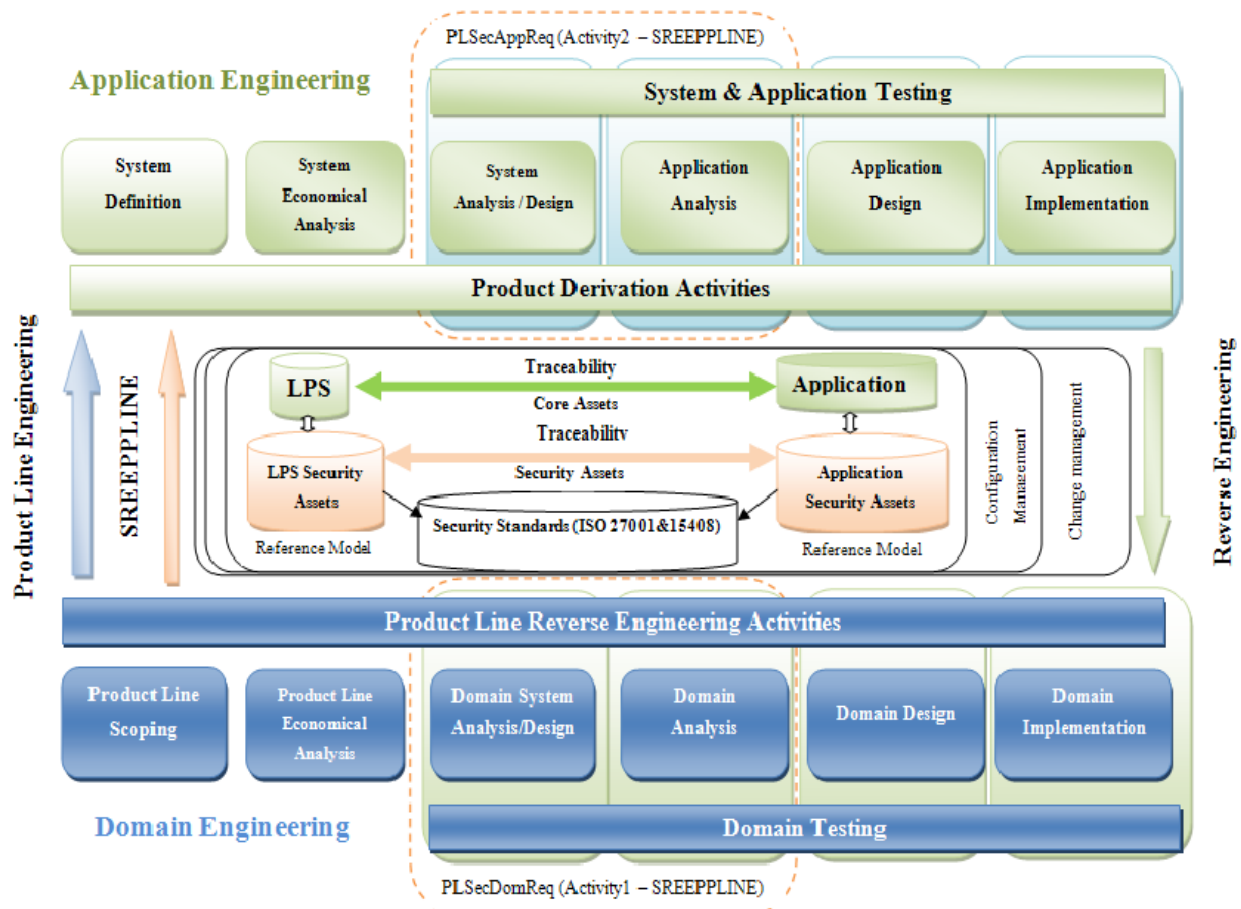 PLSecAppReq (Activity2 – SREEPPLINE)
Application Engineering
System & Application Testing
System
Definition
System
Economical
Analysis
System
Analysis / Design
Application
Analysis
Application
Design
Application
Implementation
Product Derivation Activities
Product Line Engineering
SREEPPLINE
LPS
Traceability
Core Assets
Application
Traceability
Security Assets
LPS Security
Assets
Application
Security Assets
Security Standards (ISO 27001&15408)
Reference Model
Reference Model
Configuration
Management
Change management
Reverse Engineering
Product Line Reverse Engineering Activities
Product Line
Scoping
Product Line
Economical
Analysis
Domain System
Analysis/Design
Domain
Analysis
Domain Design
Domain
Implementation
Domain Engineering
Domain Testing
PLSecDomReq (Activity1 – SREEPPLINE)